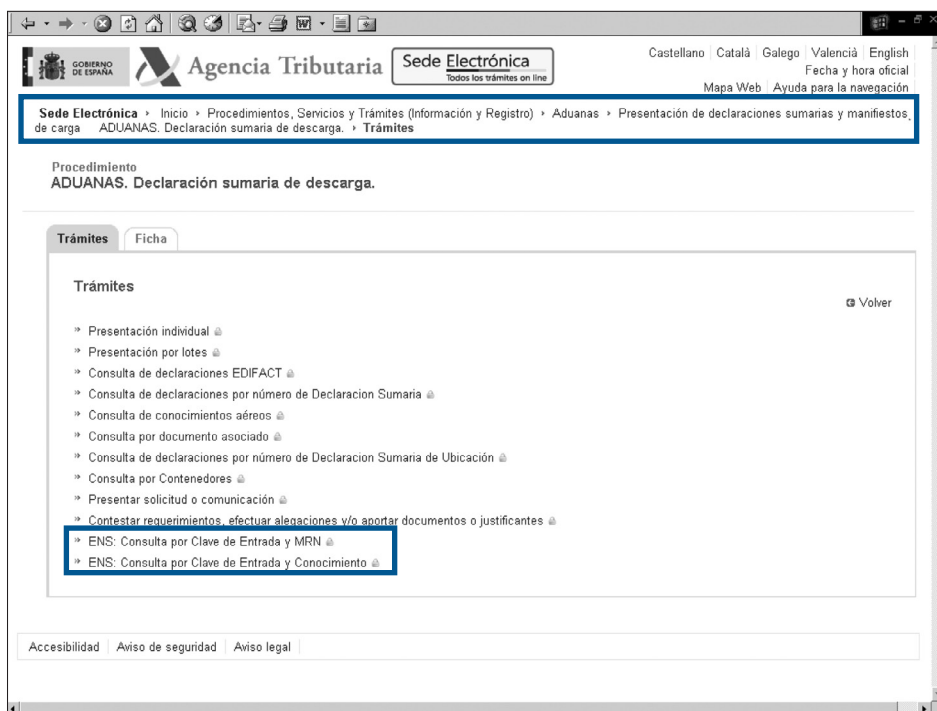 GOBIERNO
DE ESPAÑA
Agencia Tributaria
Sede Electrónica
Todos los trámites on line
Castellano Català Galego Valencià English
Fecha y hora oficial
Mapa Web Ayuda para la navegación
Sede Electrónica Inicio Procedimientos, Servicios y Trámites (Información y Registro) Aduanas Presentación de declaraciones sumarias y manifiestos
de carga ADUANAS. Declaración sumaria de descarga. Trámites
Procedimiento
ADUANAS. Declaración sumaria de descarga.
Trámites Ficha
Trámites
Volver
» Presentación individual
» Presentación por lotes
» Consulta de declaraciones EDIFACT
» Consulta de declaraciones por número de Declaracion Sumaria
» Consulta de conocimientos aéreos
» Consulta por documento asociado
» Consulta de declaraciones por número de Declaracion Sumaria de Ubicación
» Consulta por Contenedores
» Presentar solicitud o comunicación
» Contestar requerimientos, efectuar alegaciones y/o aportar documentos o justificantes
» ENS: Consulta por Clave de Entrada y MRN
» ENS: Consulta por Clave de Entrada y Conocimiento
Accesibilidad Aviso de seguridad Aviso legal